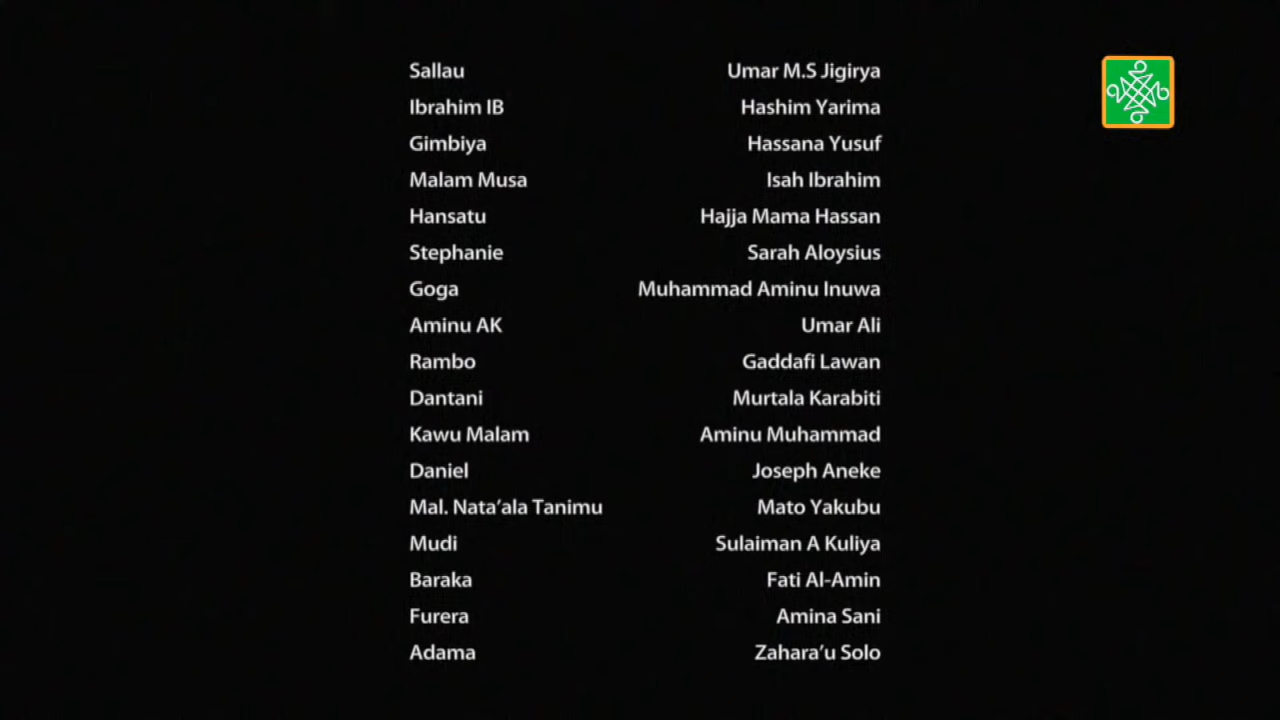 Sallau Umar M.S Jigirya
Ibrahim IB Hashim Yarima
Gimbiya Hassana Yusuf
Malam Musa Isah Ibrahim
Hansatu Hajja Mama Hassan
Stephanie Sarah Aloysius
Goga Muhammad Aminu Inuwa
Aminu AK Umar Ali
Rambo Gaddafi Lawan
Dantani Murtala Karabiti
Kawu Malam Aminu Muhammad
Daniel Joseph Aneke
Mal. Nata’ala Tanimu Mato Yakubu
Mudi Sulaiman A Kuliya
Baraka Fati Al-Amin
Furera Amina Sani
Adama Zahara’u Solo